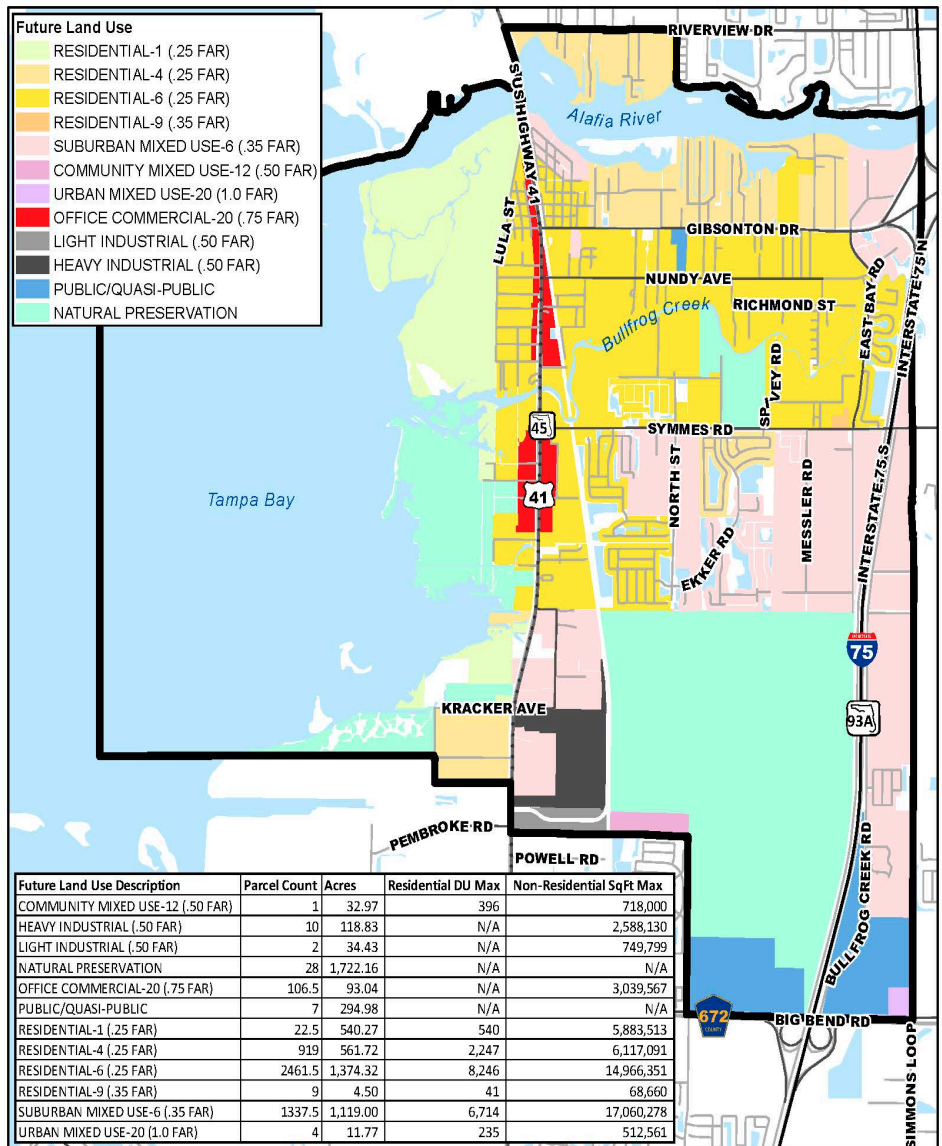 Future Land Use
RESIDENTIAL-1 (.25 FAR)
RESIDENTIAL-4 (.25 FAR)
RESIDENTIAL-6 (.25 FAR)
RESIDENTIAL-9 (.35 FAR)
SUBURBAN MIXED USE-6 (.35 FAR)
COMMUNITY MIXED USE-12 (.50 FAR)
URBAN MIXED USE-20 (1.0 FAR)
OFFICE COMMERCIAL-20 (.75 FAR)
LIGHT INDUSTRIAL (.50 FAR)
HEAVY INDUSTRIAL (.50 FAR)
PUBLIC/QUASI-PUBLIC
NATURAL PRESERVATION
RIVERVIEW DR
S US HIGHWAY 41
Alafia River
LULA ST
GIBSONTON DR
NUNDY AVE
EAST BAY RD
INTERSTATE 75 N
RICHMOND ST
Bullfrog Creek
SPIVEY RD
45
SYMMES RD
41
Tampa Bay
NORTH ST
MESSLER RD
INTERSTATE 75 S
EKKER RD
75
KRACKER AVE
93A
PEMBROKE RD
POWELL RD
BULLFROG CREEK RD
672
COUNTY
BIG BEND RD
SIMMONS LOOP
Future Land Use Description Parcel Count Acres Residential DU Max Non-Residential SqFt Max
COMMUNITY MIXED USE-12 (.50 FAR) 1 32.97 396 718,000
HEAVY INDUSTRIAL (.50 FAR) 10 118.83 N/A 2,588,130
LIGHT INDUSTRIAL (.50 FAR) 2 34.43 N/A 749,799
NATURAL PRESERVATION 28 1,722.16 N/A N/A
OFFICE COMMERCIAL-20 (.75 FAR) 106.5 93.04 N/A 3,039,567
PUBLIC/QUASI-PUBLIC 7 294.98 N/A N/A
RESIDENTIAL-1 (.25 FAR) 22.5 540.27 540 5,883,513
RESIDENTIAL-4 (.25 FAR) 919 561.72 2,247 6,117,091
RESIDENTIAL-6 (.25 FAR) 2461.5 1,374.32 8,246 14,966,351
RESIDENTIAL-9 (.35 FAR) 9 4.50 41 68,660
SUBURBAN MIXED USE-6 (.35 FAR) 1337.5 1,119.00 6,714 17,060,278
URBAN MIXED USE-20 (1.0 FAR) 4 11.77 235 512,561